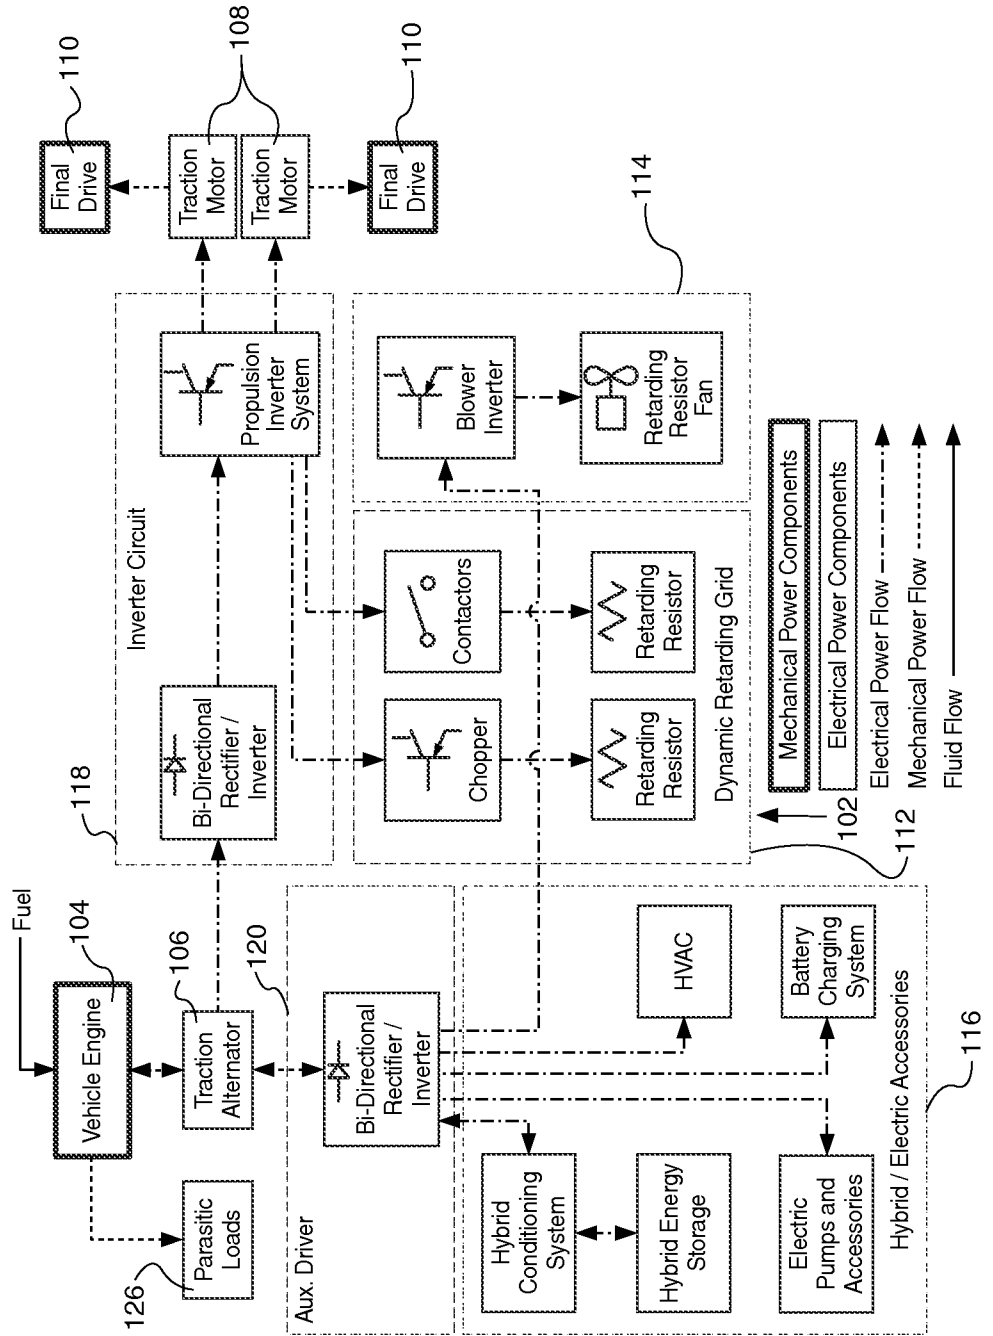 Fuel
104
Vehicle Engine
106
Traction
Alternator
126
Parasitic
Loads
118
Inverter Circuit
Bi-Directional
Rectifier /
Inverter
Propulsion
Inverter
System
110
Final
Drive
108
Traction
Motor
Traction
Motor
110
Final
Drive
120
Aux. Driver
Bi-Directional
Rectifier /
Inverter
Chopper
Contactors
Retarding
Resistor
Retarding
Resistor
Dynamic Retarding Grid
112
114
Blower
Inverter
Retarding
Resistor
Fan
Hybrid
Conditioning
System
Hybrid Energy
Storage
HVAC
Electric
Pumps and
Accessories
Battery
Charging
System
Hybrid / Electric Accessories
116
102
Mechanical Power Components
Electrical Power Components
Electrical Power Flow
Mechanical Power Flow
Fluid Flow